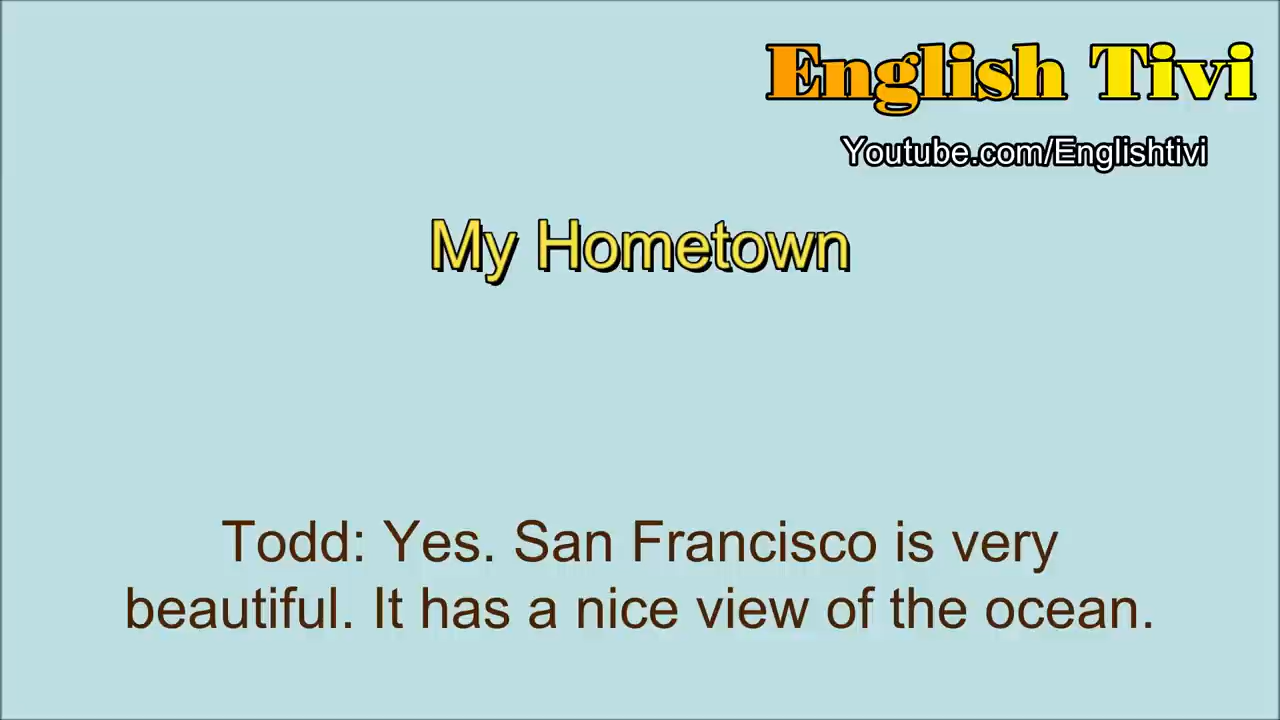 English Tivi
Youtube.com/Englishtivi
My Hometown
Todd: Yes. San Francisco is very
beautiful. It has a nice view of the ocean.